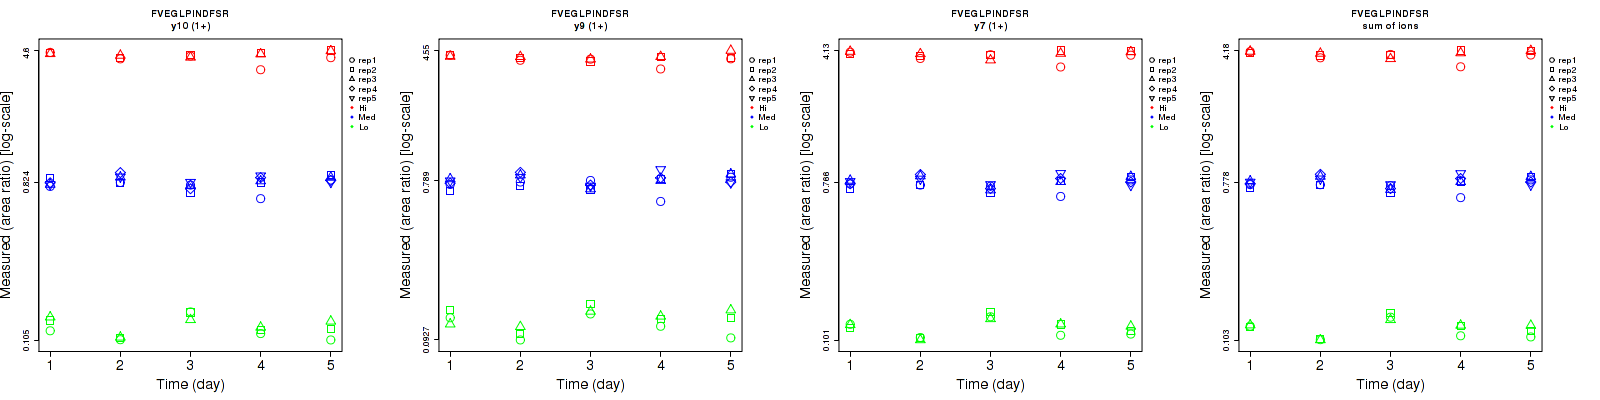 FVEGLPINDFSR
y10 (1+)
Measured (area ratio) [log-scale]
4.6
0.824
0.105
1 2 3 4 5
Time (day)
rep1
rep2
rep3
rep4
rep5
Hi
Med
Lo
FVEGLPINDFSR
y9 (1+)
Measured (area ratio) [log-scale]
4.55
0.789
0.0927
1 2 3 4 5
Time (day)
rep1
rep2
rep3
rep4
rep5
Hi
Med
Lo
FVEGLPINDFSR
y7 (1+)
Measured (area ratio) [log-scale]
4.13
0.766
0.101
1 2 3 4 5
Time (day)
rep1
rep2
rep3
rep4
rep5
Hi
Med
Lo
FVEGLPINDFSR
sum of ions
Measured (area ratio) [log-scale]
4.18
0.778
0.103
1 2 3 4 5
Time (day)
rep1
rep2
rep3
rep4
rep5
Hi
Med
Lo